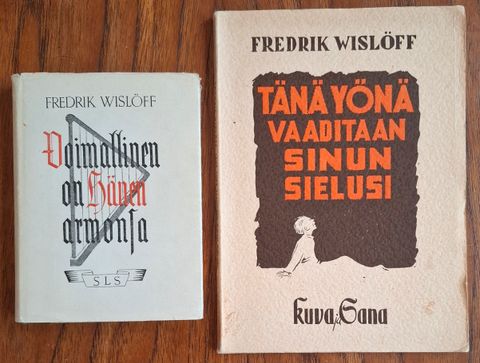 FREDRIK WISLÖFF
Voimallinen
on Hänen
armonsa
SLS
FREDRIK WISLÖFF
TÄNÄ YÖNÄ
VAADITAAN
SINUN
SIELUSI
Kuva ja Sana